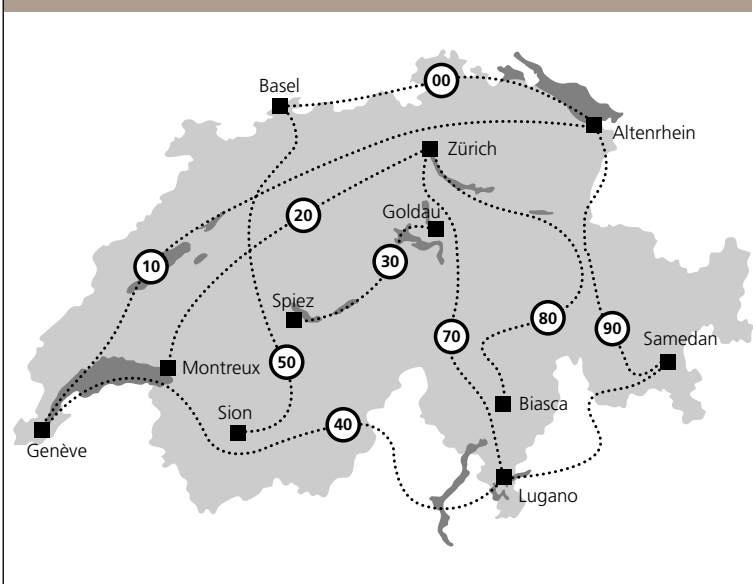 00
Basel
Altenrhein
Zürich
20
Goldau
10
30
Spiez
80
90
70
Samedan
50
Montreux
Biasca
Sion
40
Genève
Lugano